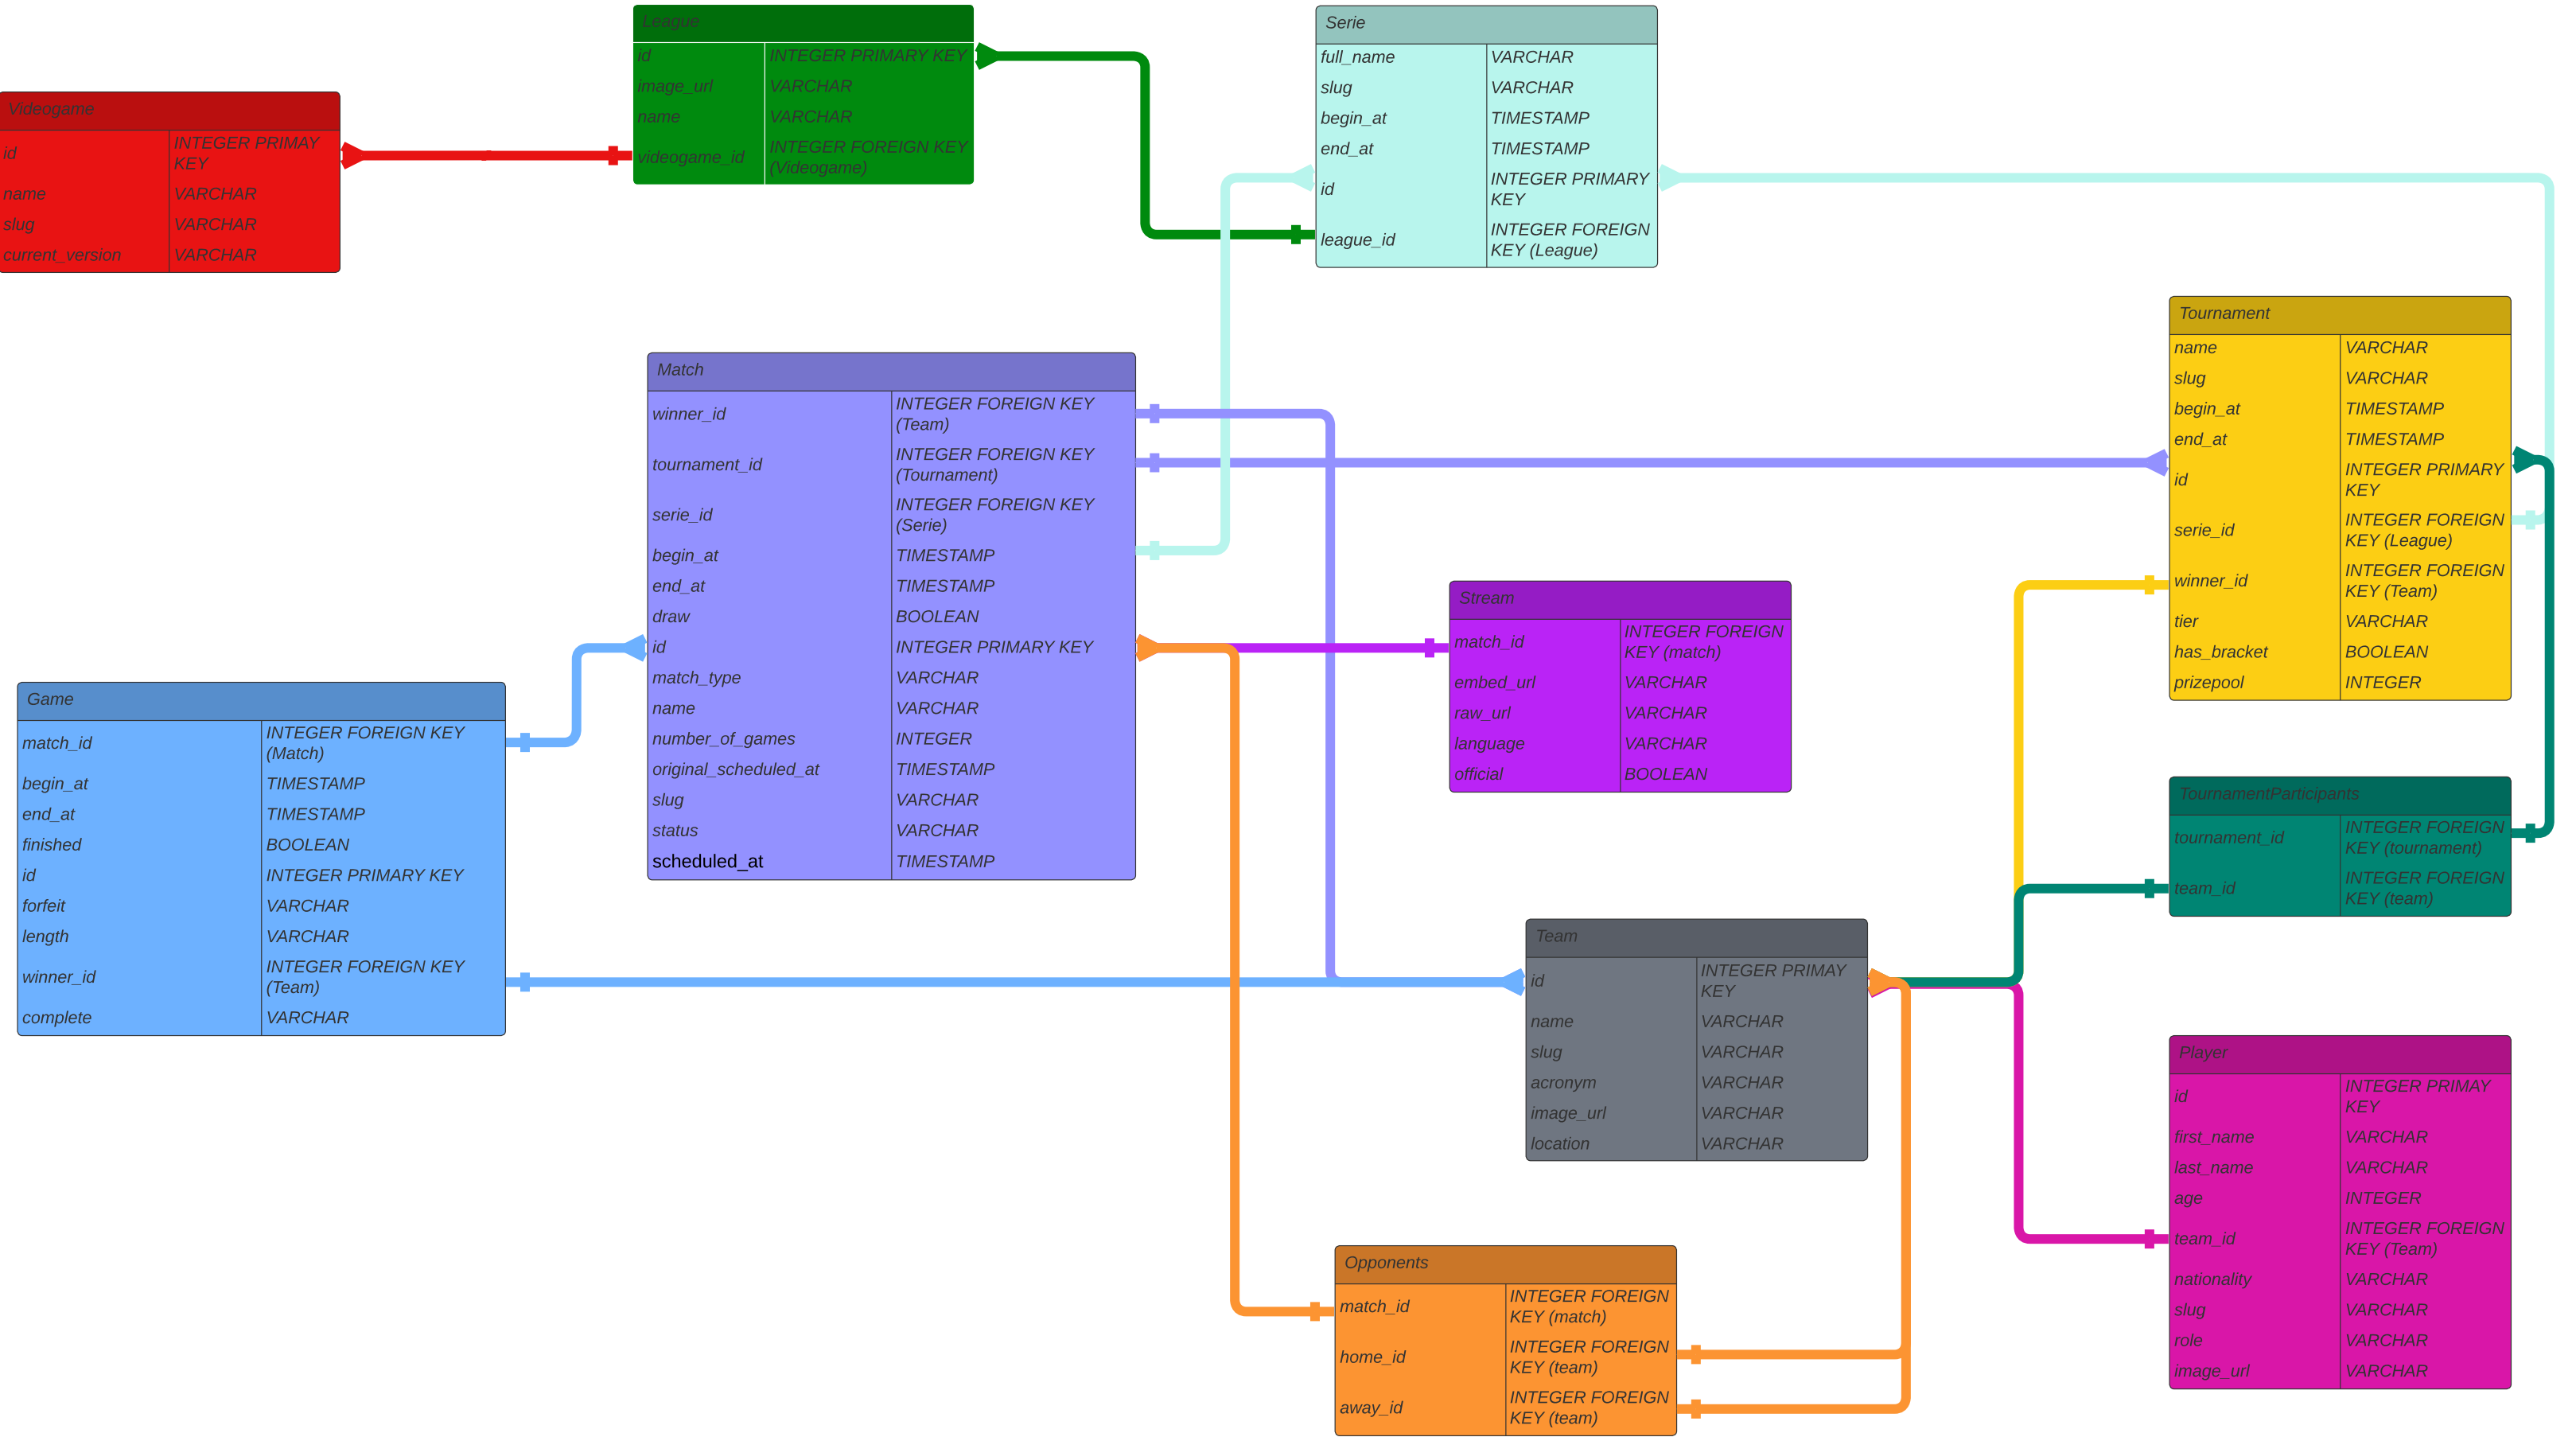 League
id INTEGER PRIMARY KEY
image_url VARCHAR
name VARCHAR
videogame_id INTEGER FOREIGN KEY
(Videogame)
Serie
full_name VARCHAR
slug VARCHAR
begin_at TIMESTAMP
end_at TIMESTAMP
id INTEGER PRIMARY
KEY
league_id INTEGER FOREIGN
KEY (League)
Videogame
id INTEGER PRIMAY
KEY
name VARCHAR
slug VARCHAR
current_version VARCHAR
Tournament
name VARCHAR
slug VARCHAR
begin_at TIMESTAMP
end_at TIMESTAMP
id INTEGER PRIMARY
KEY
serie_id INTEGER FOREIGN
KEY (League)
winner_id INTEGER FOREIGN
KEY (Team)
tier VARCHAR
has_bracket BOOLEAN
prizepool INTEGER
Match
winner_id INTEGER FOREIGN KEY
(Team)
tournament_id INTEGER FOREIGN KEY
(Tournament)
serie_id INTEGER FOREIGN KEY
(Serie)
begin_at TIMESTAMP
end_at TIMESTAMP
draw BOOLEAN
id INTEGER PRIMARY KEY
match_type VARCHAR
name VARCHAR
number_of_games INTEGER
original_scheduled_at TIMESTAMP
slug VARCHAR
status VARCHAR
scheduled_at TIMESTAMP
Stream
match_id INTEGER FOREIGN
KEY (match)
embed_url VARCHAR
raw_url VARCHAR
language VARCHAR
official BOOLEAN
Game
match_id INTEGER FOREIGN KEY
(Match)
begin_at TIMESTAMP
end_at TIMESTAMP
finished BOOLEAN
id INTEGER PRIMARY KEY
forfeit VARCHAR
length VARCHAR
winner_id INTEGER FOREIGN KEY
(Team)
complete VARCHAR
TournamentParticipants
tournament_id INTEGER FOREIGN
KEY (tournament)
team_id INTEGER FOREIGN
KEY (team)
Team
id INTEGER PRIMAY
KEY
name VARCHAR
slug VARCHAR
acronym VARCHAR
image_url VARCHAR
location VARCHAR
Player
id INTEGER PRIMAY
KEY
first_name VARCHAR
last_name VARCHAR
age INTEGER
team_id INTEGER FOREIGN
KEY (Team)
nationality VARCHAR
slug VARCHAR
role VARCHAR
image_url VARCHAR
Opponents
match_id INTEGER FOREIGN
KEY (match)
home_id INTEGER FOREIGN
KEY (team)
away_id INTEGER FOREIGN
KEY (team)